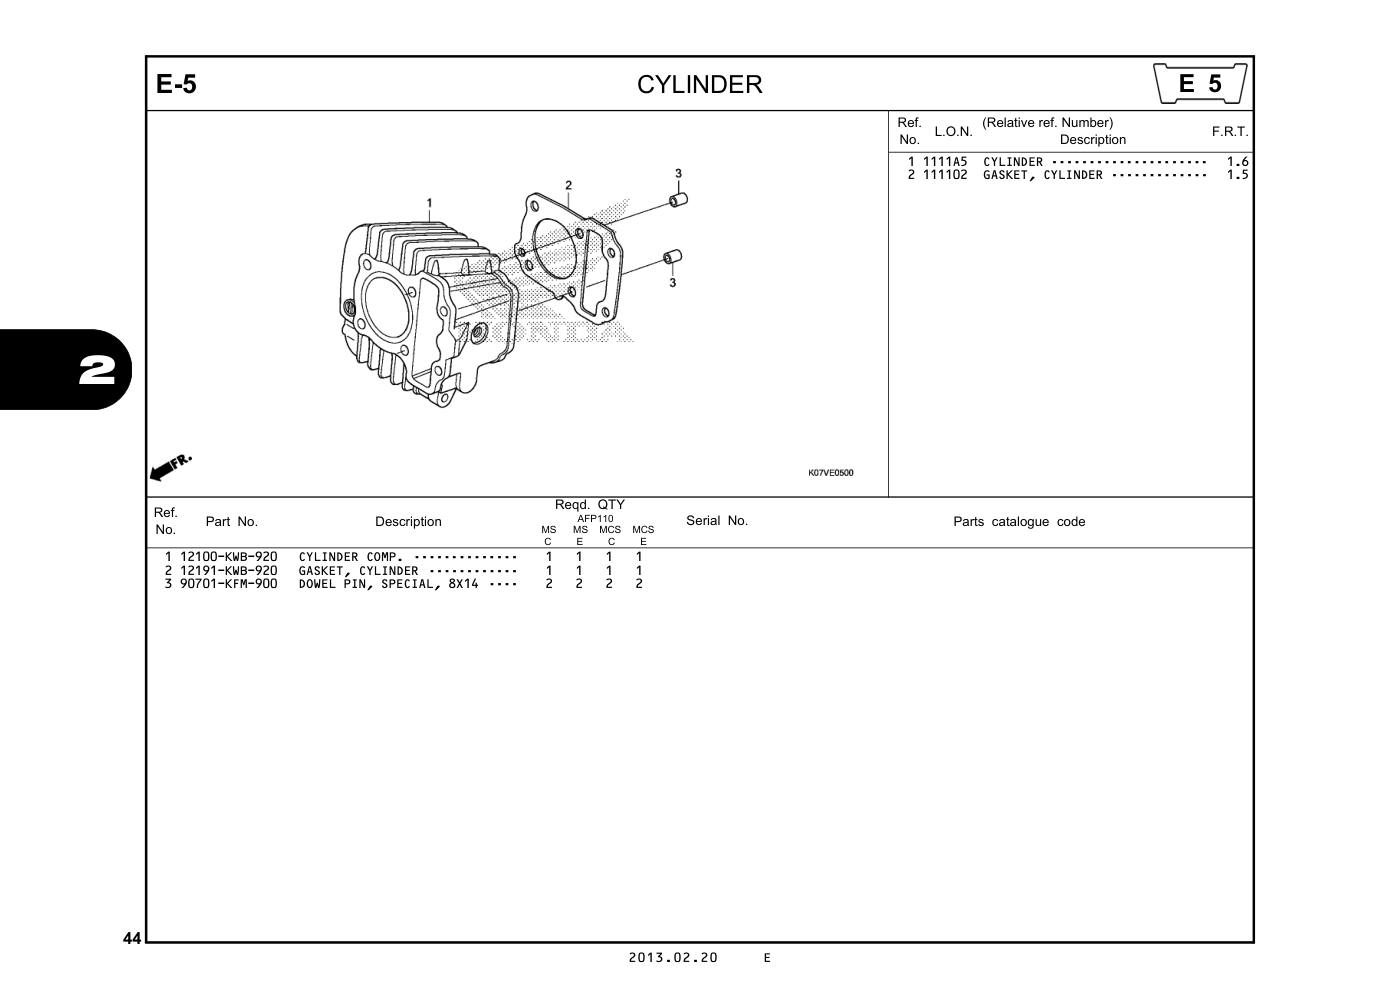 E-5 CYLINDER E 5
Ref. No. L.O.N. (Relative ref. Number) Description F.R.T.
1 1111A5 CYLINDER --------------------- 1.6
2 111102 GASKET, CYLINDER ------------- 1.5
1
2
3
3
HONDA
FR.
K07VE0500
2
Ref. No. Part No. Description Reqd. QTY Serial No. Parts catalogue code
AFP110
MS MS MCS MCS
C E C E
1 12100-KWB-920 CYLINDER COMP. -------------- 1 1 1 1
2 12191-KWB-920 GASKET, CYLINDER ------------ 1 1 1 1
3 90701-KFM-900 DOWEL PIN, SPECIAL, 8X14 ---- 2 2 2 2
44
2013.02.20 E